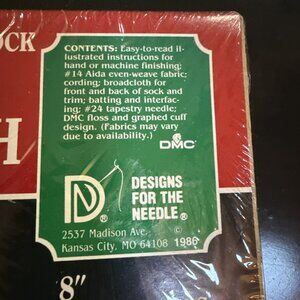 OCK
CONTENTS: Easy-to-read il-
lustrated instructions for
hand or machine finishing;
#14 Aida even-weave fabric;
cording; broadcloth for
front and back of sock and
trim; batting and interfac-
ing; #24 tapestry needle;
DMC floss and graphed cuff
design. (Fabrics may vary
due to availability.)
DMC
H
DN®
DESIGNS
FOR THE
NEEDLE®
2537 Madison Ave. ©
Kansas City, MO 64108 1986
8"